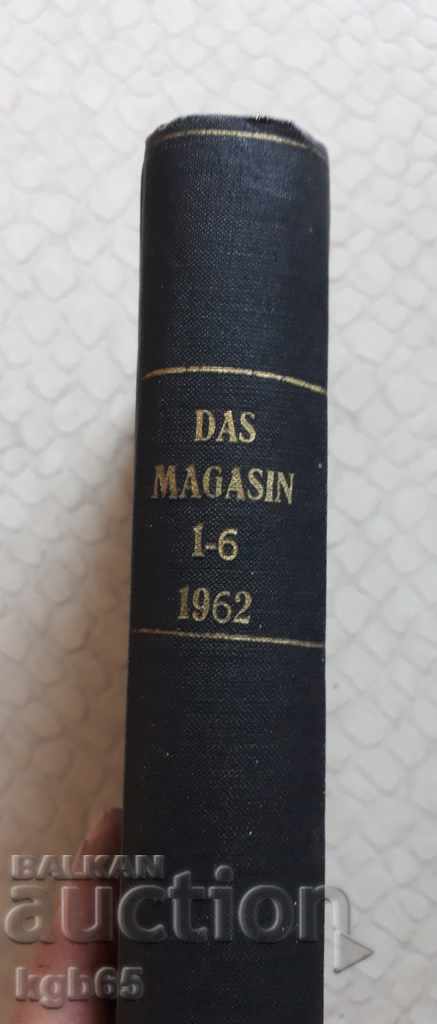 DAS
MAGASIN
1-6
1962
BALKAN
auction
kgb65